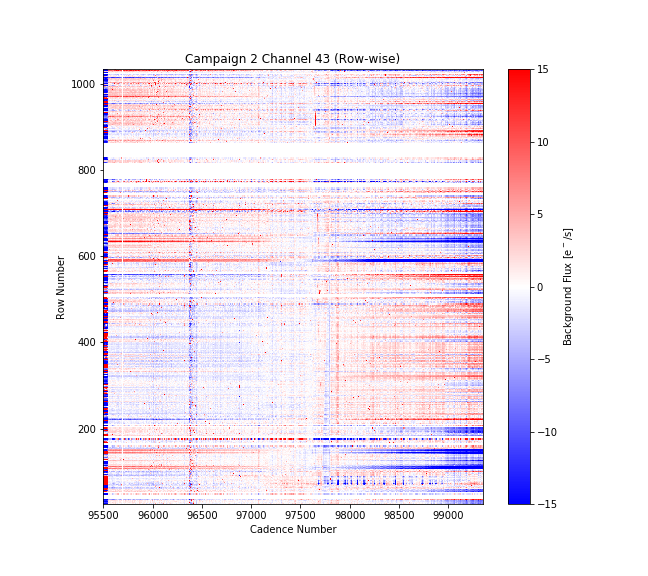 Campaign 2 Channel 43 (Row-wise)
1000
800
600
400
200
Row Number
95500 96000 96500 97000 97500 98000 98500 99000
Cadence Number
15
10
5
0
−5
−10
−15
Background Flux [e⁻/s]